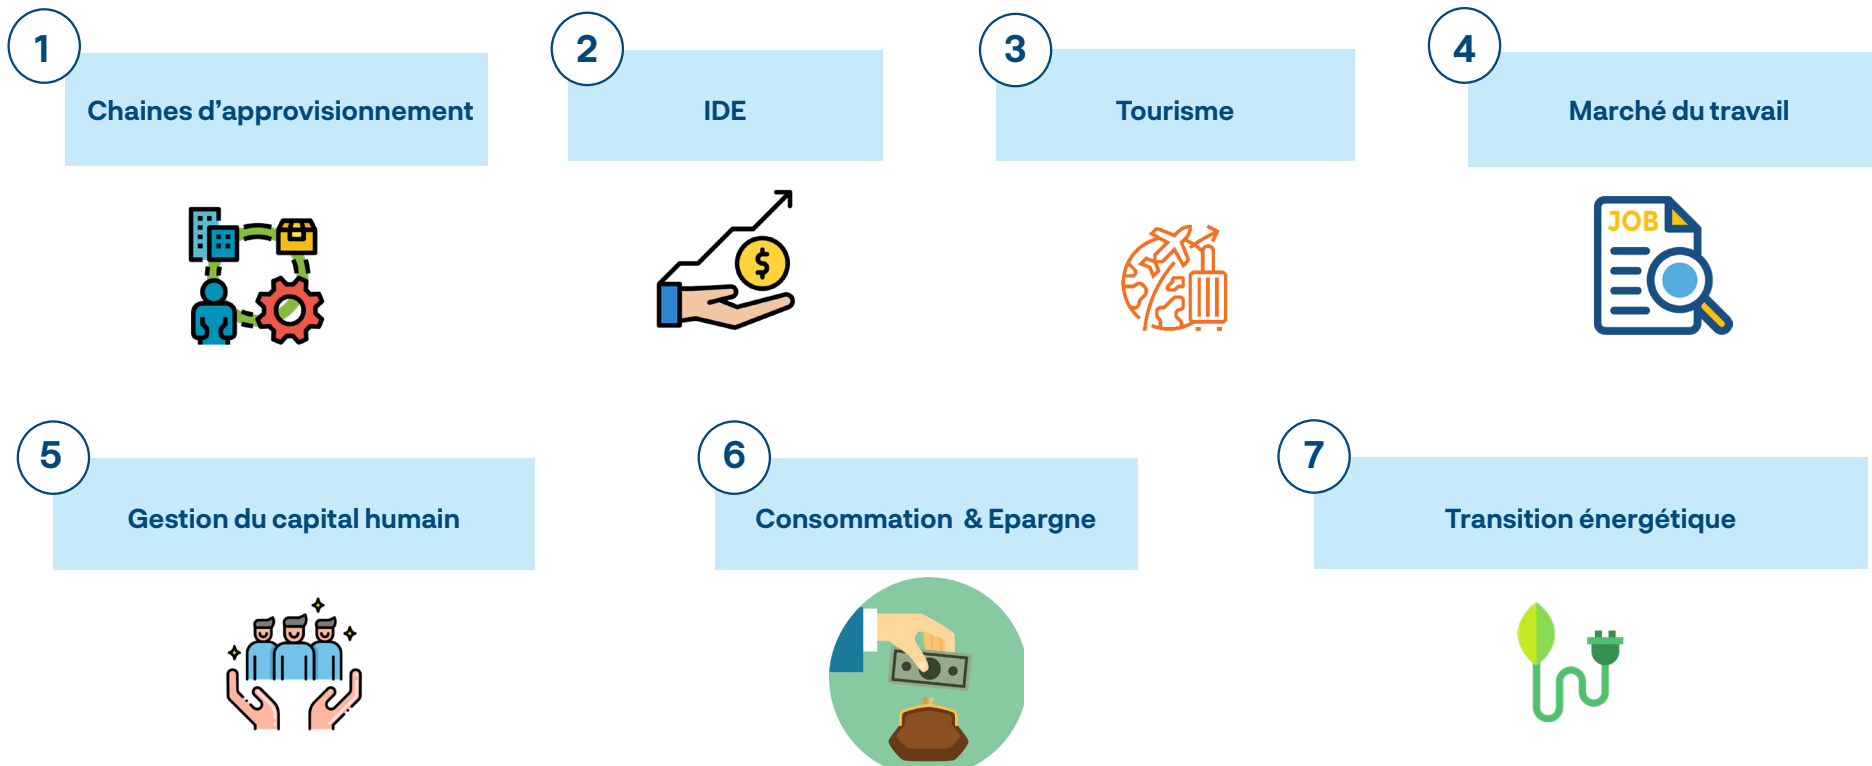 1
Chaines d'approvisionnement
2
IDE
3
Tourisme
4
Marché du travail
$
JOB
5
Gestion du capital humain
6
Consommation & Epargne
7
Transition énergétique